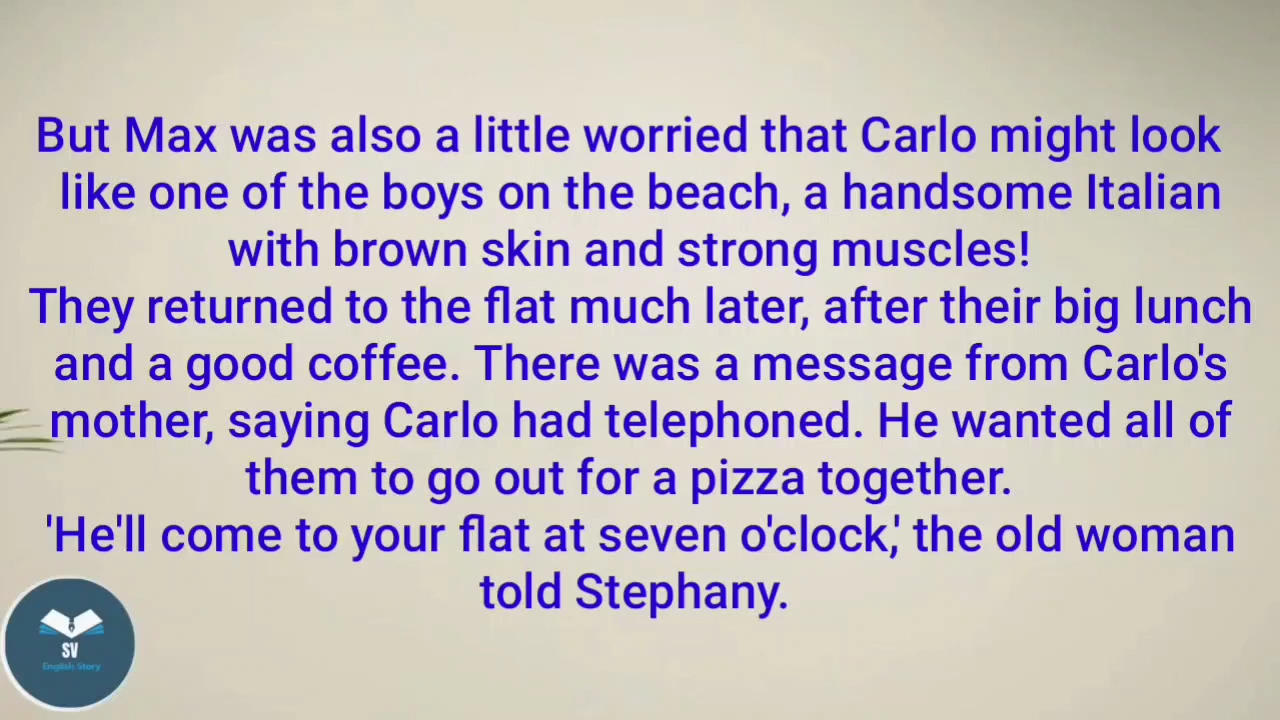 But Max was also a little worried that Carlo might look
like one of the boys on the beach, a handsome Italian
with brown skin and strong muscles!
They returned to the flat much later, after their big lunch
and a good coffee. There was a message from Carlo's
mother, saying Carlo had telephoned. He wanted all of
them to go out for a pizza together.
'He'll come to your flat at seven o'clock,' the old woman
told Stephany.
SV
English Story